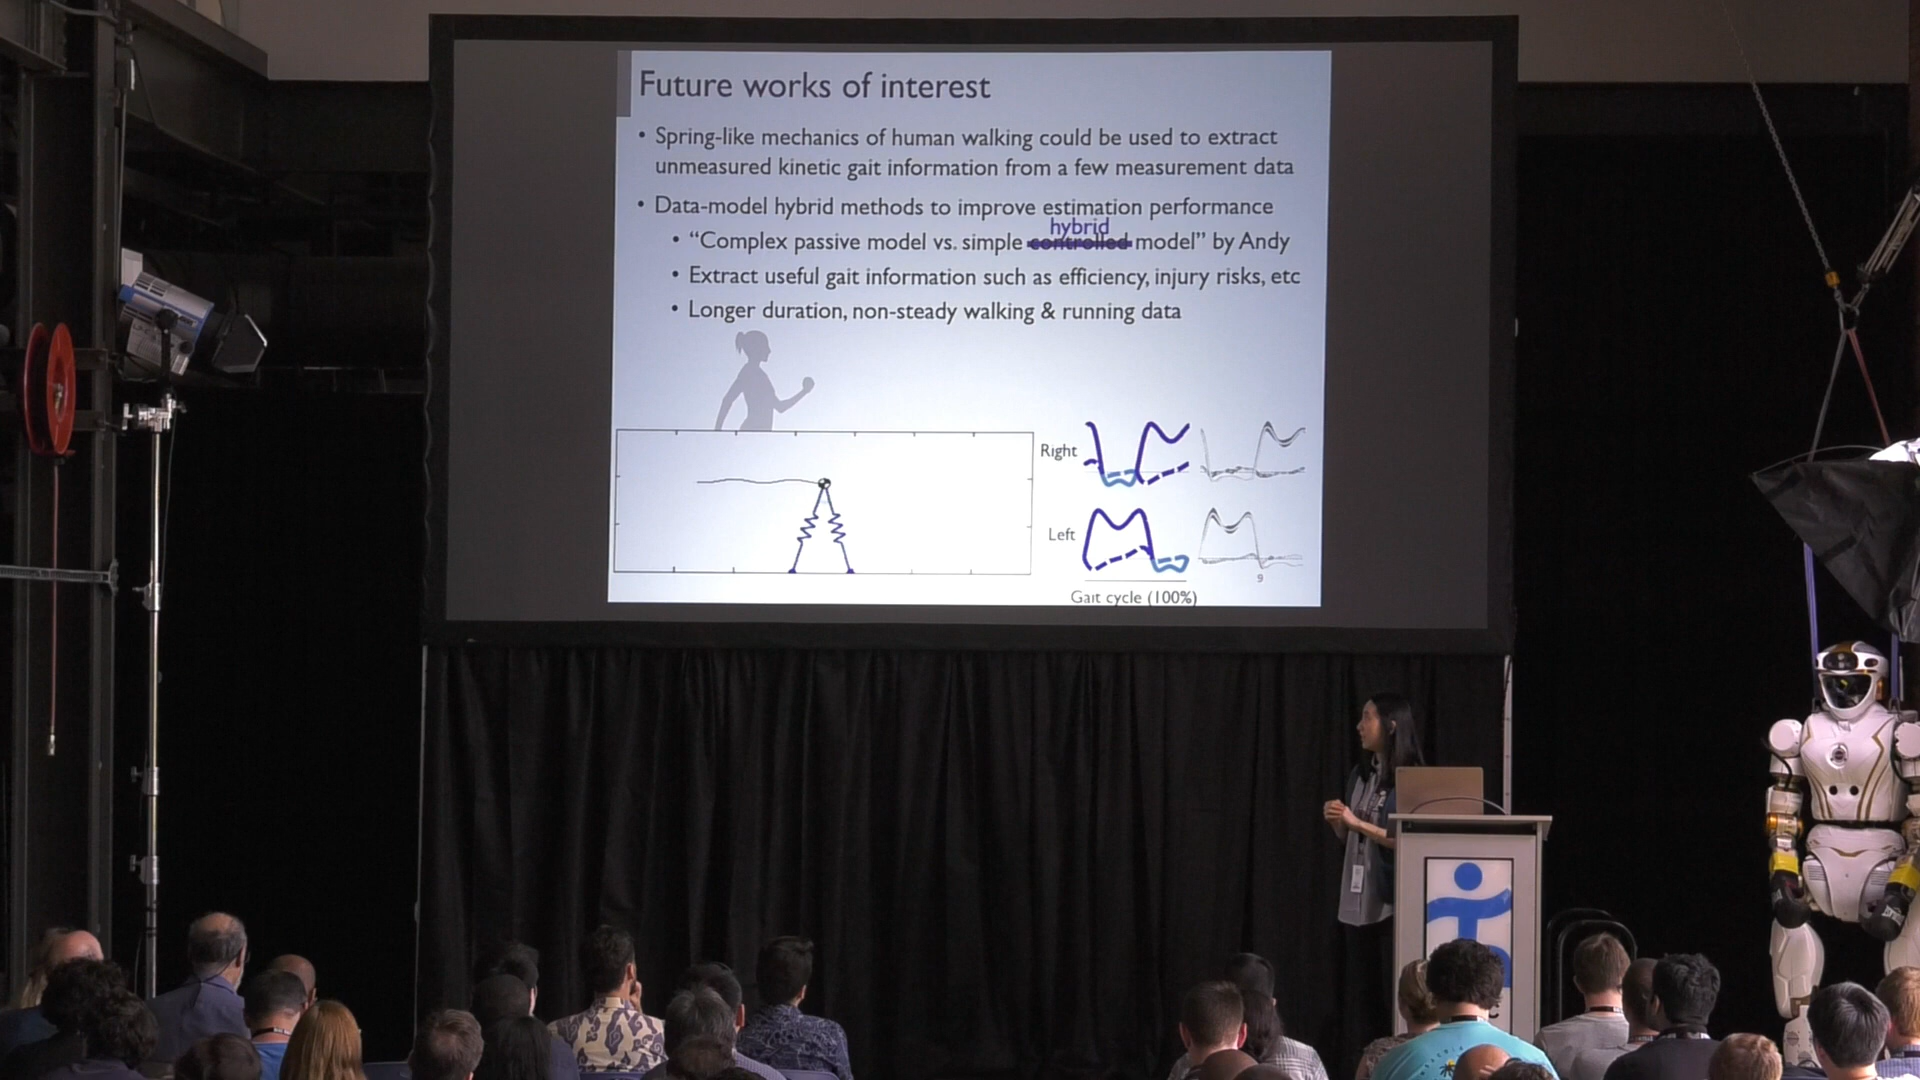 Future works of interest
• Spring-like mechanics of human walking could be used to extract
unmeasured kinetic gait information from a few measurement data
• Data-model hybrid methods to improve estimation performance
hybrid
• “Complex passive model vs. simple controlled model” by Andy
• Extract useful gait information such as efficiency, injury risks, etc
• Longer duration, non-steady walking & running data
Right
Left
9
Gait cycle (100%)